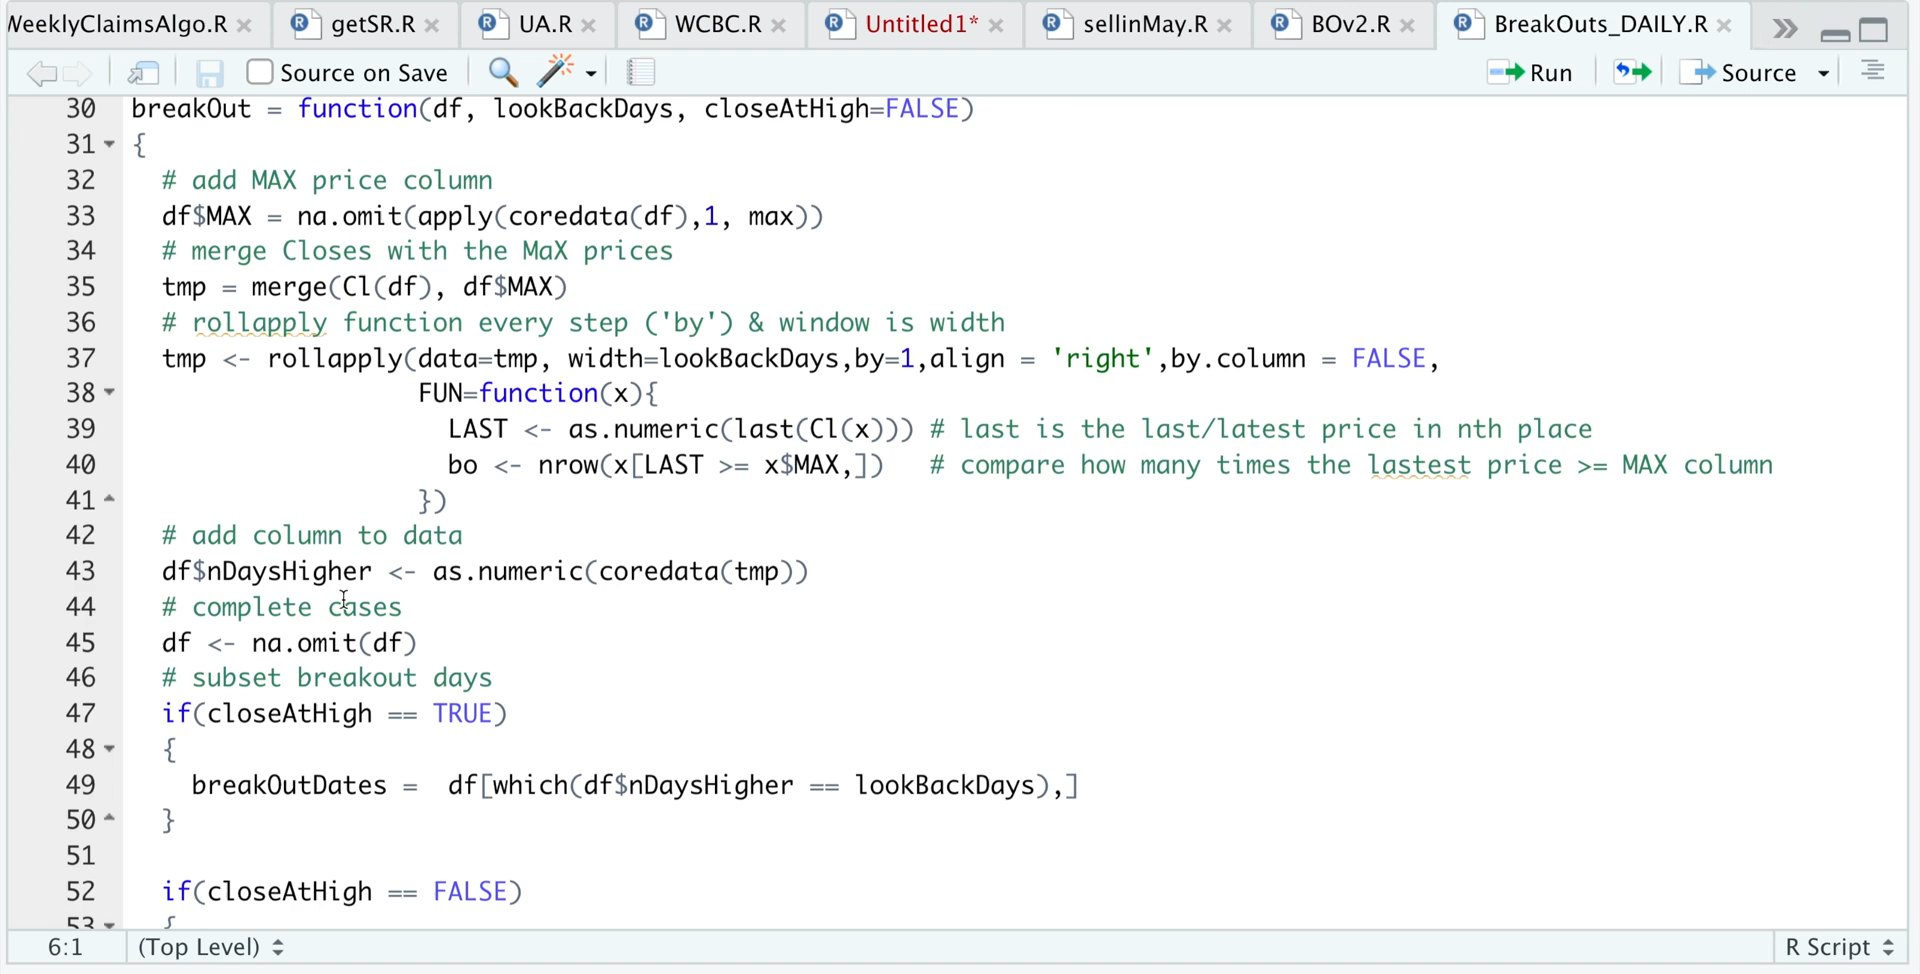 WeeklyClaimsAlgo.R getSR.R UA.R WCBC.R Untitled1* sellinMay.R BOv2.R BreakOuts_DAILY.R
Source on Save Run Source
30 breakOut = function(df, lookBackDays, closeAtHigh=FALSE)
31 {
32 # add MAX price column
33 df$MAX = na.omit(apply(coredata(df),1, max))
34 # merge Closes with the MaX prices
35 tmp = merge(Cl(df), df$MAX)
36 # rollapply function every step ('by') & window is width
37 tmp <- rollapply(data=tmp, width=lookBackDays,by=1,align = 'right',by.column = FALSE,
38 FUN=function(x){
39 LAST <- as.numeric(last(Cl(x))) # last is the last/latest price in nth place
40 bo <- nrow(x[LAST >= x$MAX,]) # compare how many times the lastest price >= MAX column
41 })
42 # add column to data
43 df$nDaysHigher <- as.numeric(coredata(tmp))
44 # complete cases
45 df <- na.omit(df)
46 # subset breakout days
47 if(closeAtHigh == TRUE)
48 {
49 breakOutDates = df[which(df$nDaysHigher == lookBackDays),]
50 }
51
52 if(closeAtHigh == FALSE)
53 {
6:1 (Top Level) R Script